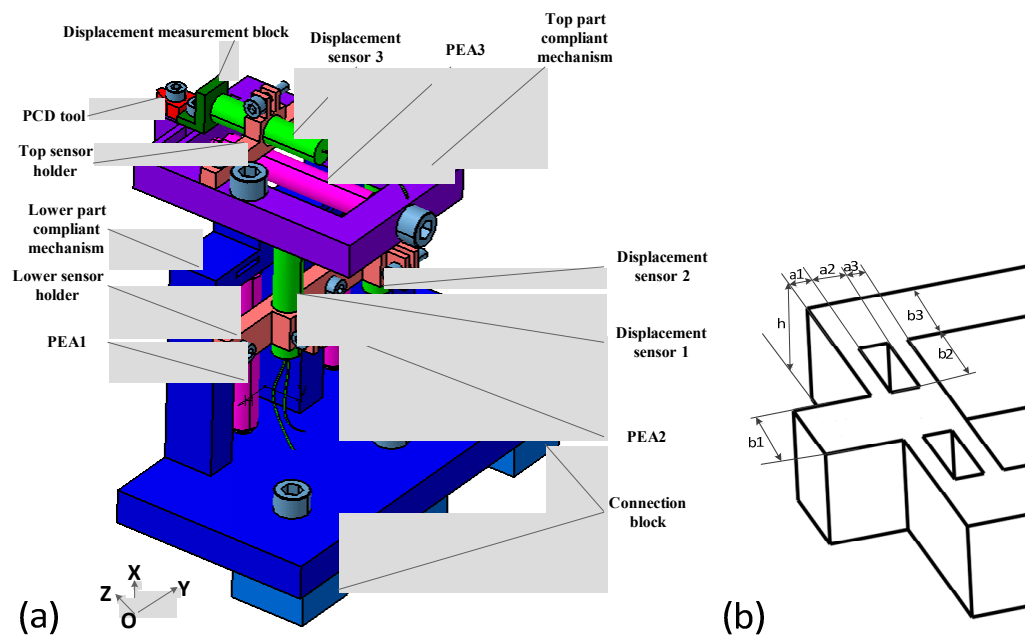 (a)
Displacement measurement block
Displacement
sensor 3
PEA3
Top part
compliant
mechanism
PCD tool
Top sensor
holder
Lower part
compliant
mechanism
Lower sensor
holder
PEA1
Displacement
sensor 2
Displacement
sensor 1
PEA2
Connection
block
X
Z
Y
O
(a)
a1
a2
a3
h
b3
b2
b1
(b)